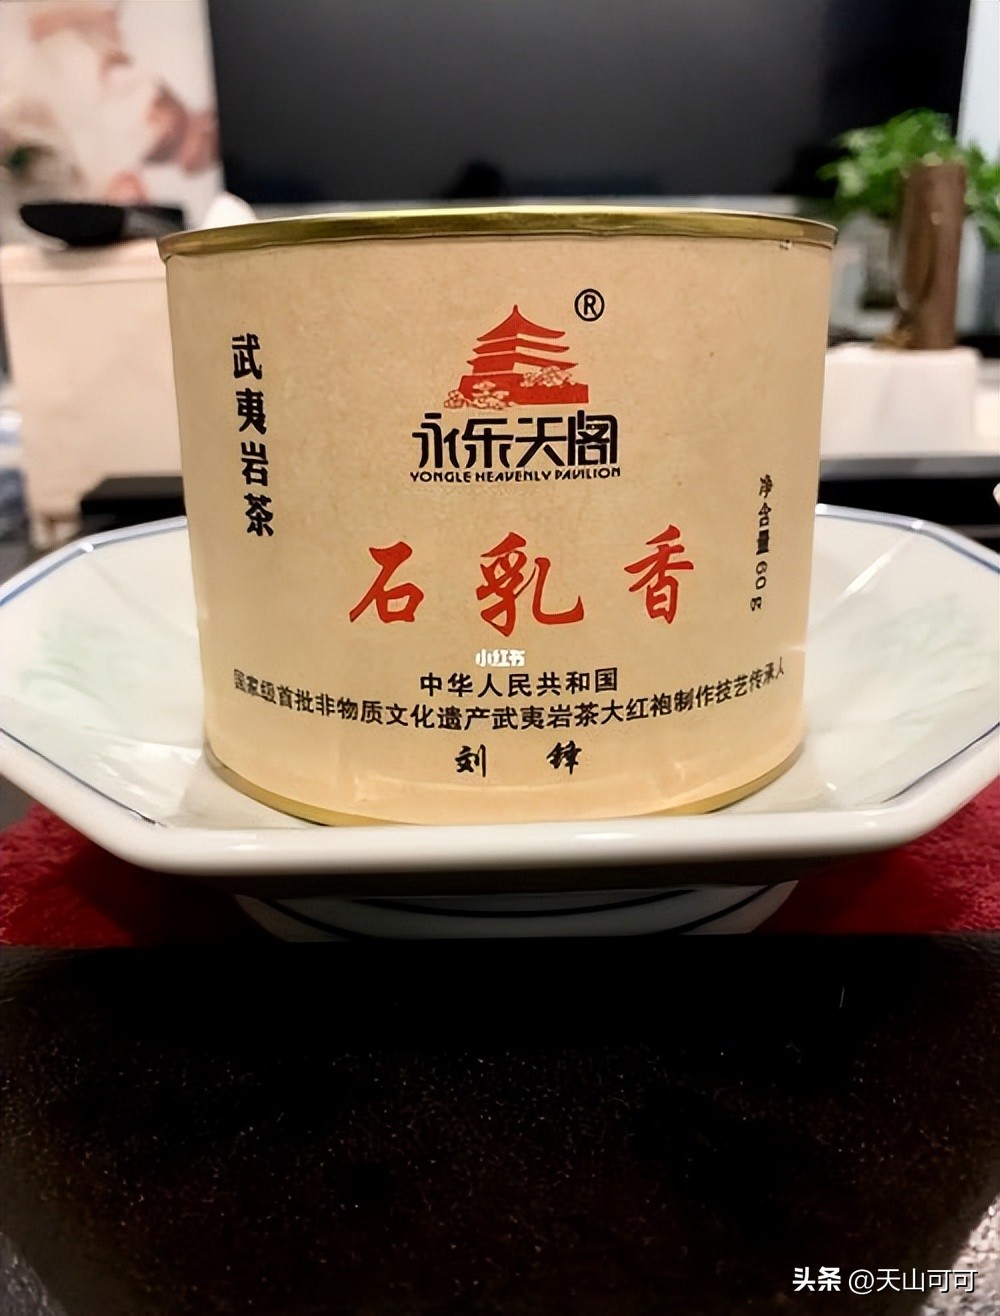 ®
武夷岩茶
永乐天阁
YONGLE HEAVENLY PAVILION
净含量60g
石乳香
小红书
中华人民共和国
国家级首批非物质文化遗产武夷岩茶大红袍制作技艺传承人
刘锋
头条 @天山可可